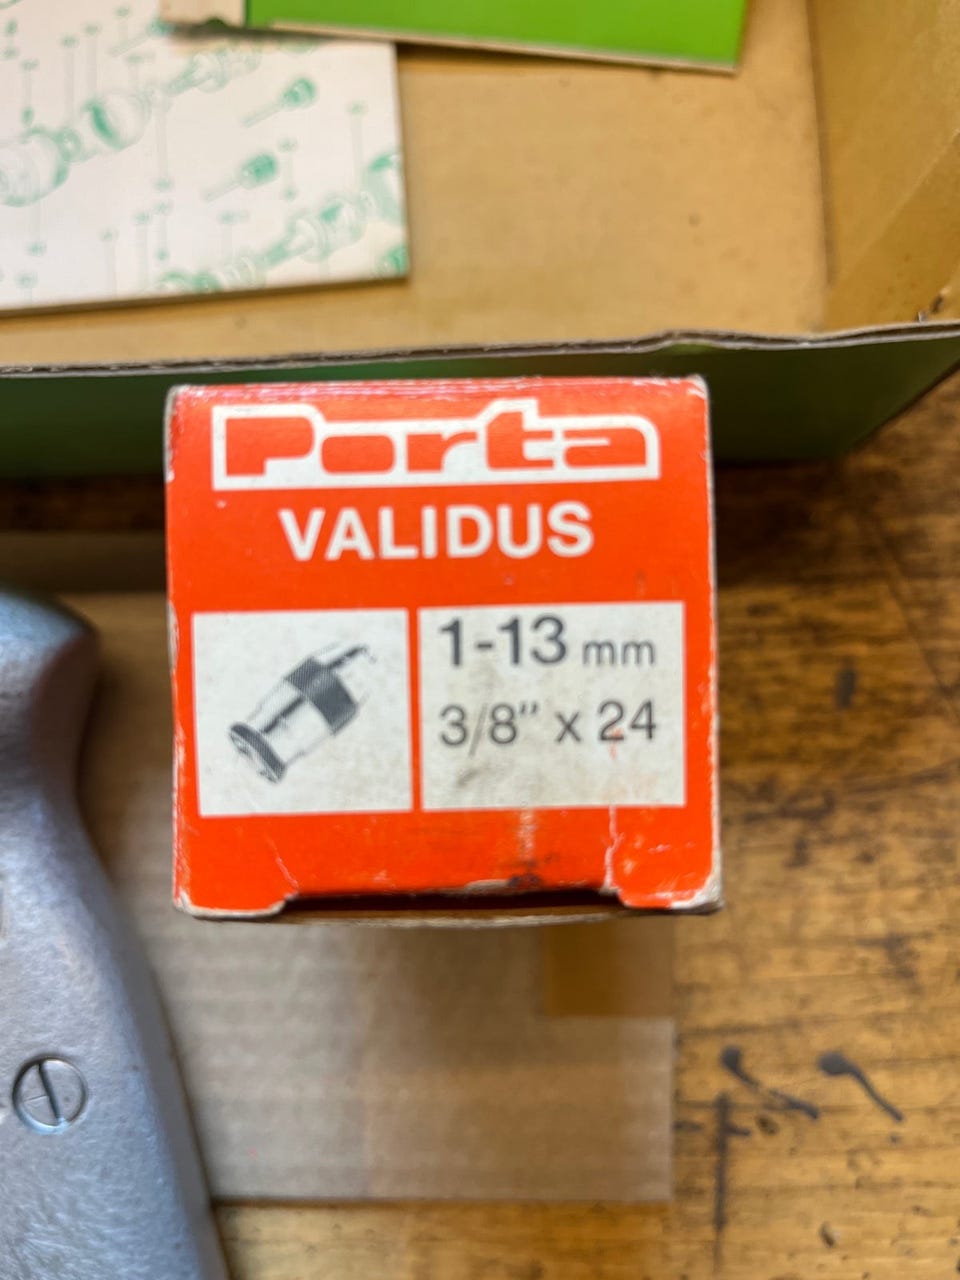 Porta
VALIDUS
1-13 mm
3/8" x 24